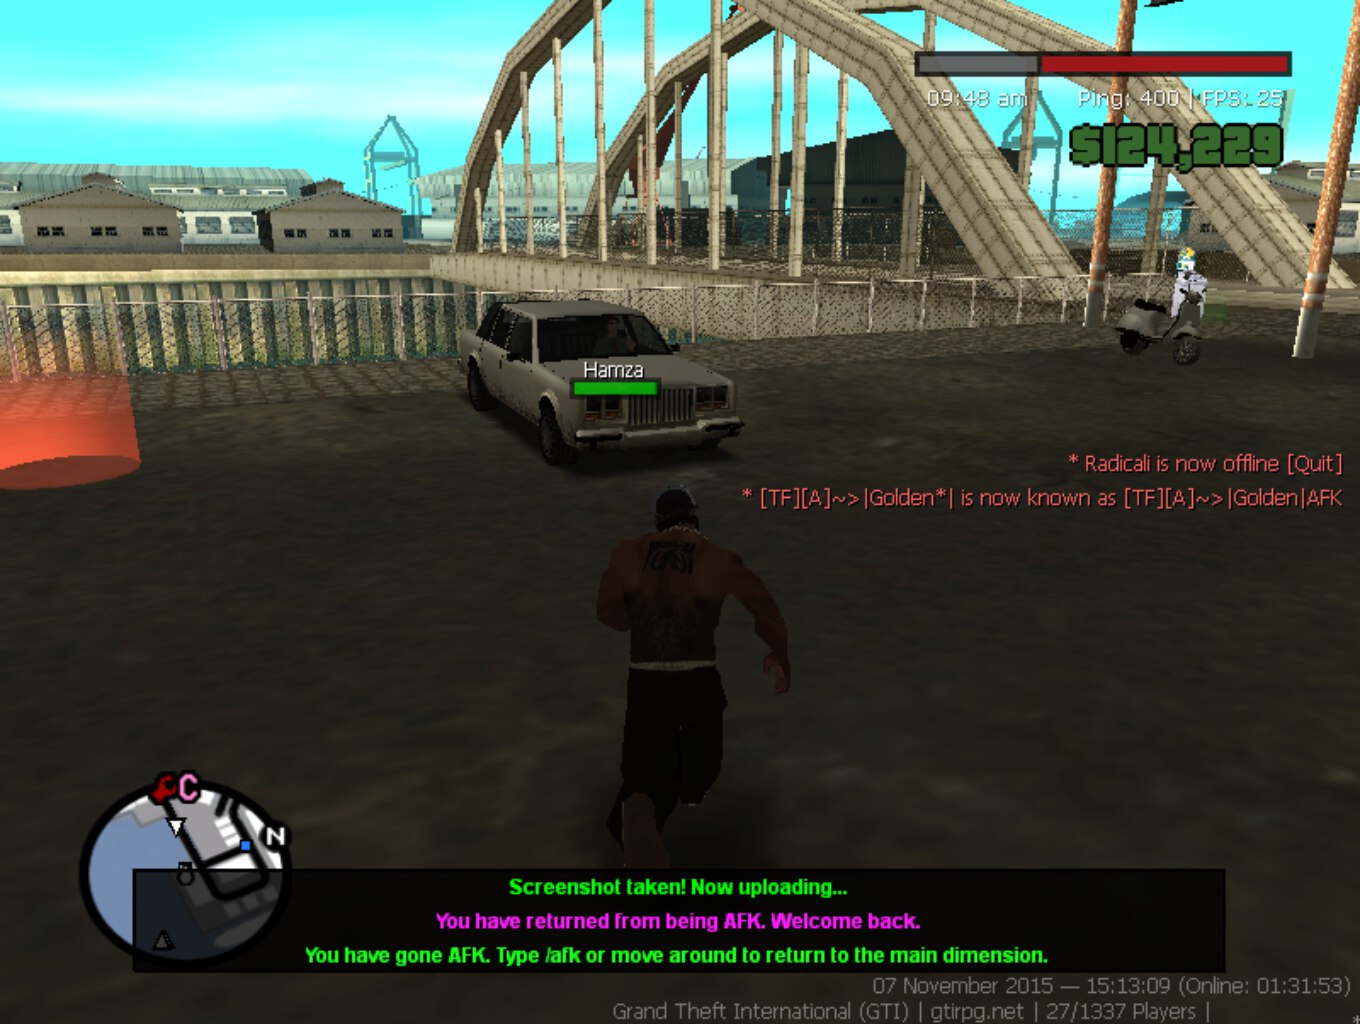 09:48 am Ping: 400 | FPS: 25
$124,229
Hamza
* Radicali is now offline [Quit]
* [TF][A]~>|Golden*| is now known as [TF][A]~>|Golden|AFK
C
N
Screenshot taken! Now uploading...
You have returned from being AFK. Welcome back.
You have gone AFK. Type /afk or move around to return to the main dimension.
07 November 2015 — 15:13:09 (Online: 01:31:53)
Grand Theft International (GTI) | gtirpg.net | 27/1337 Players |